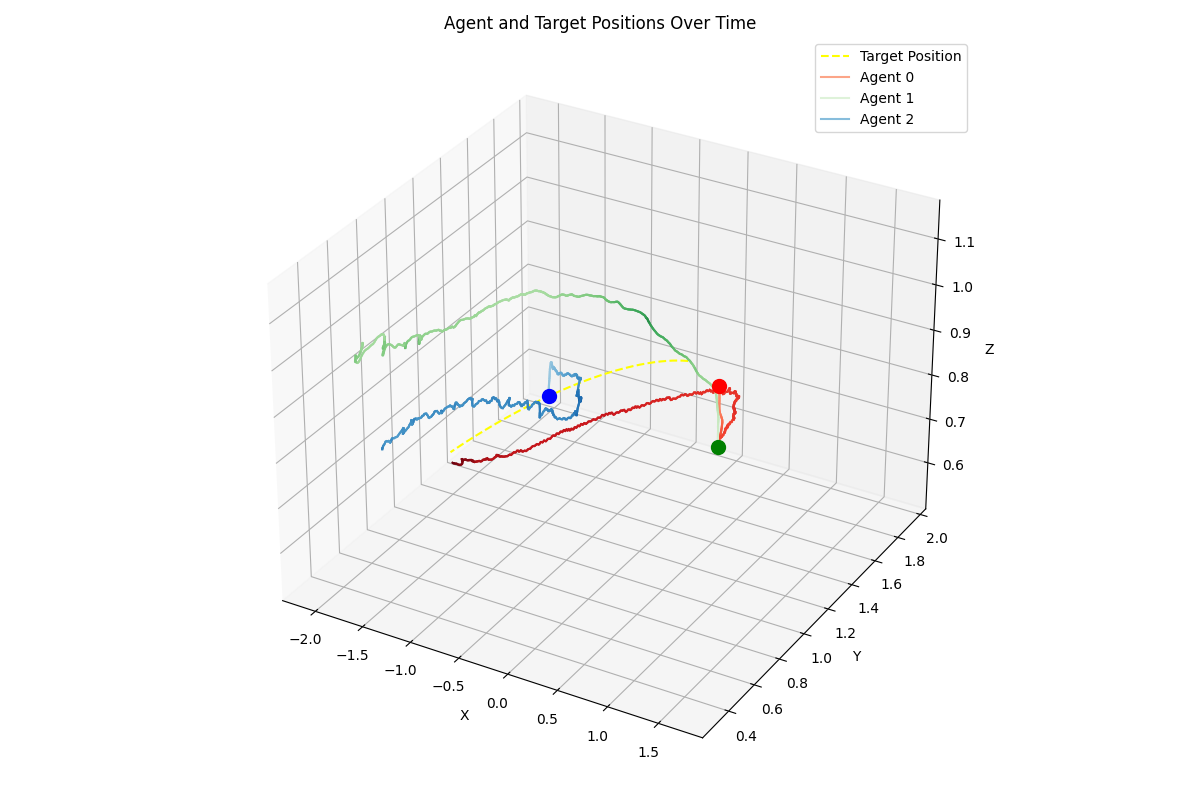 Agent and Target Positions Over Time
Target Position
Agent 0
Agent 1
Agent 2
1.1
1.0
0.9
Z
0.8
0.7
0.6
2.0
1.8
1.6
1.4
1.2
1.0
Y
0.8
0.6
0.4
−2.0
−1.5
−1.0
−0.5
0.0
X
0.5
1.0
1.5